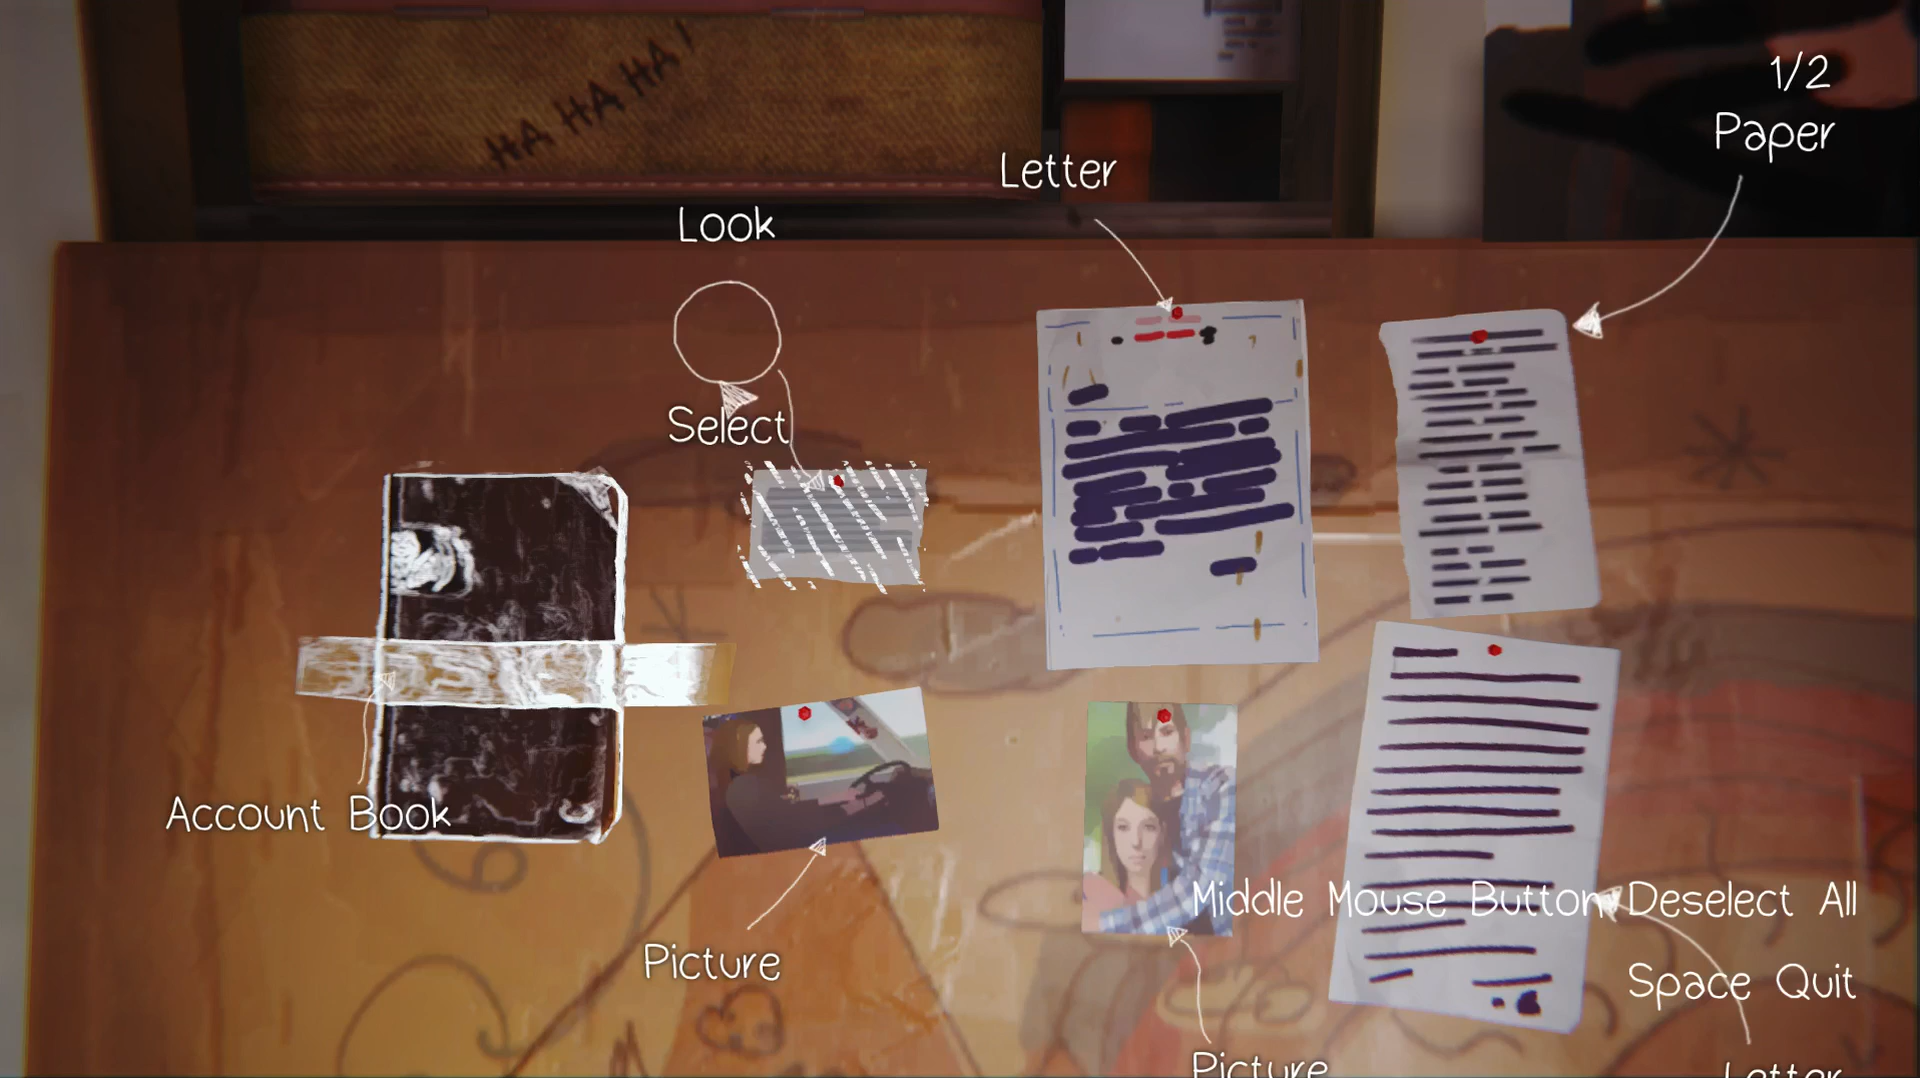 HA HA HA!
1/2
Paper
Letter
Look
Select
Account Book
Picture
Middle Mouse Button Deselect All
Space Quit
Picture
Letter